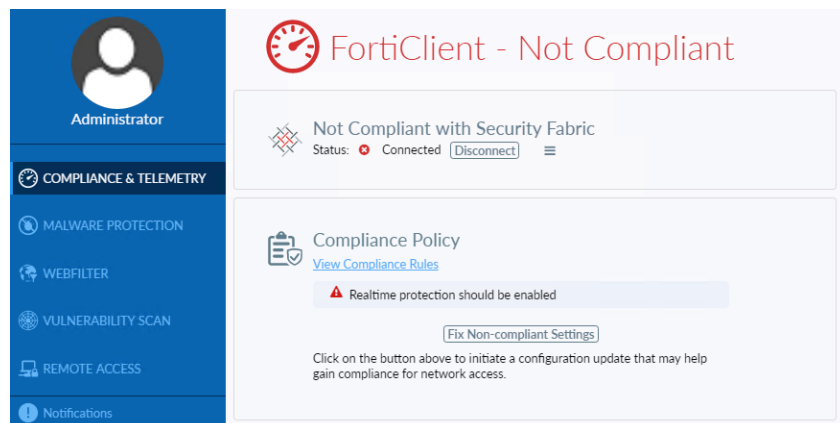 FortiClient - Not Compliant
Administrator
COMPLIANCE & TELEMETRY
MALWARE PROTECTION
WEBFILTER
VULNERABILITY SCAN
REMOTE ACCESS
Notifications
Not Compliant with Security Fabric
Status: Connected Disconnect
Compliance Policy
View Compliance Rules
Realtime protection should be enabled
Fix Non-compliant Settings
Click on the button above to initiate a configuration update that may help
gain compliance for network access.